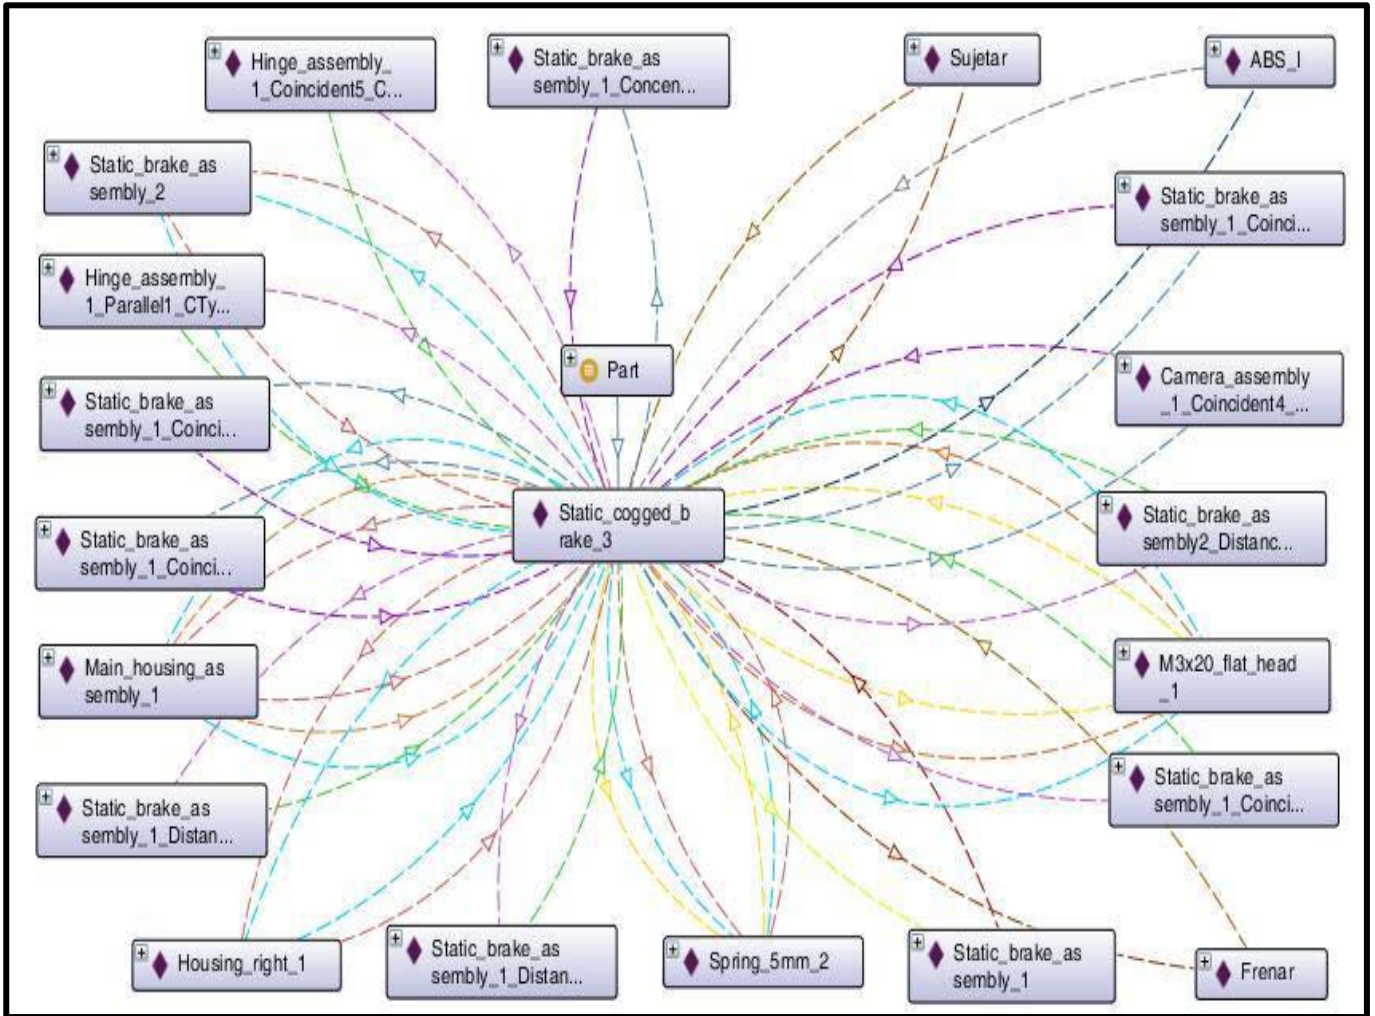 Hinge_assembly_
1_Coincident5_C...
Static_brake_as
sembly_1_Concen...
Sujetar
ABS_I
Static_brake_as
sembly_2
Static_brake_as
sembly_1_Coinci...
Hinge_assembly_
1_Parallel1_CTy...
Part
Camera_assembly
_1_Coincident4_...
Static_brake_as
sembly_1_Coinci...
Static_cogged_b
rake_3
Static_brake_as
sembly2_Distanc...
Static_brake_as
sembly_1_Coinci...
Main_housing_as
sembly_1
M3x20_flat_head
_1
Static_brake_as
sembly_1_Distan...
Static_brake_as
sembly_1_Coinci...
Housing_right_1
Static_brake_as
sembly_1_Distan...
Spring_5mm_2
Static_brake_as
sembly_1
Frenar